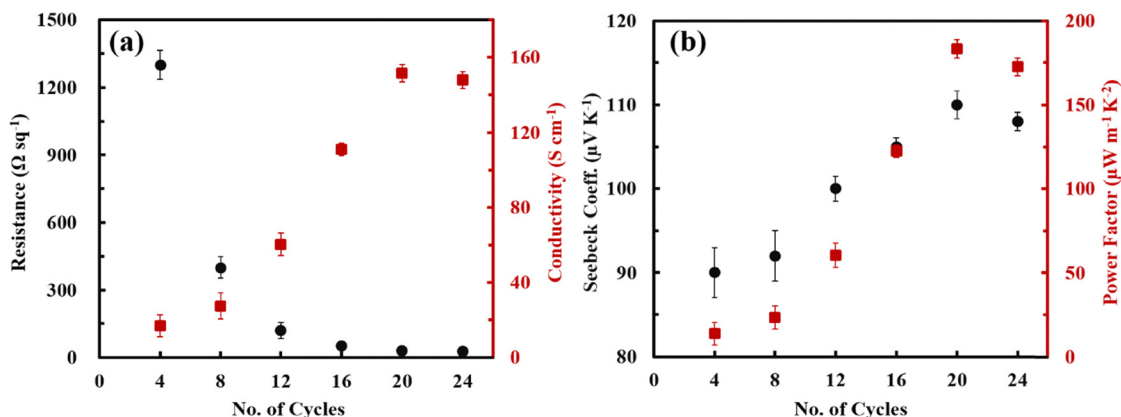 (a)
Resistance (Ω sq⁻¹)
1500
1200
900
600
300
0
160
120
80
40
0
Conductivity (S cm⁻¹)
0 4 8 12 16 20 24
No. of Cycles
(b)
Seebeck Coeff. (µV K⁻¹)
120
110
100
90
80
200
150
100
50
0
Power Factor (µW m⁻¹ K⁻²)
0 4 8 12 16 20 24
No. of Cycles